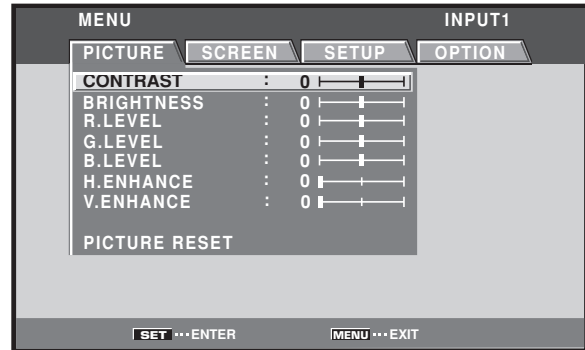 MENU INPUT1
PICTURE SCREEN SETUP OPTION
CONTRAST : 0
BRIGHTNESS : 0
R.LEVEL : 0
G.LEVEL : 0
B.LEVEL : 0
H.ENHANCE : 0
V.ENHANCE : 0
PICTURE RESET
SET ··· ENTER MENU ··· EXIT